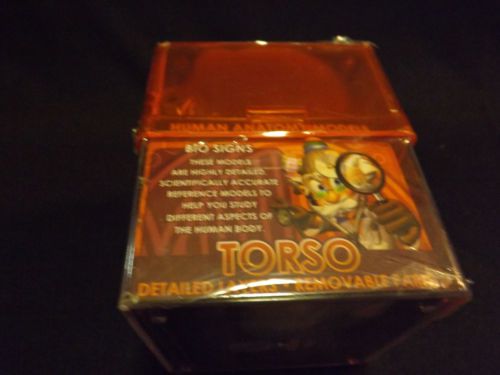 HUMAN ANATOMY MODELS
BIO SIGNS
THESE MODELS
ARE HIGHLY DETAILED
SCIENTIFICALLY ACCURATE
REFERENCE MODELS TO
HELP YOU STUDY
DIFFERENT ASPECTS OF
THE HUMAN BODY.
TORSO
DETAILED LAYERS • REMOVABLE PARTS